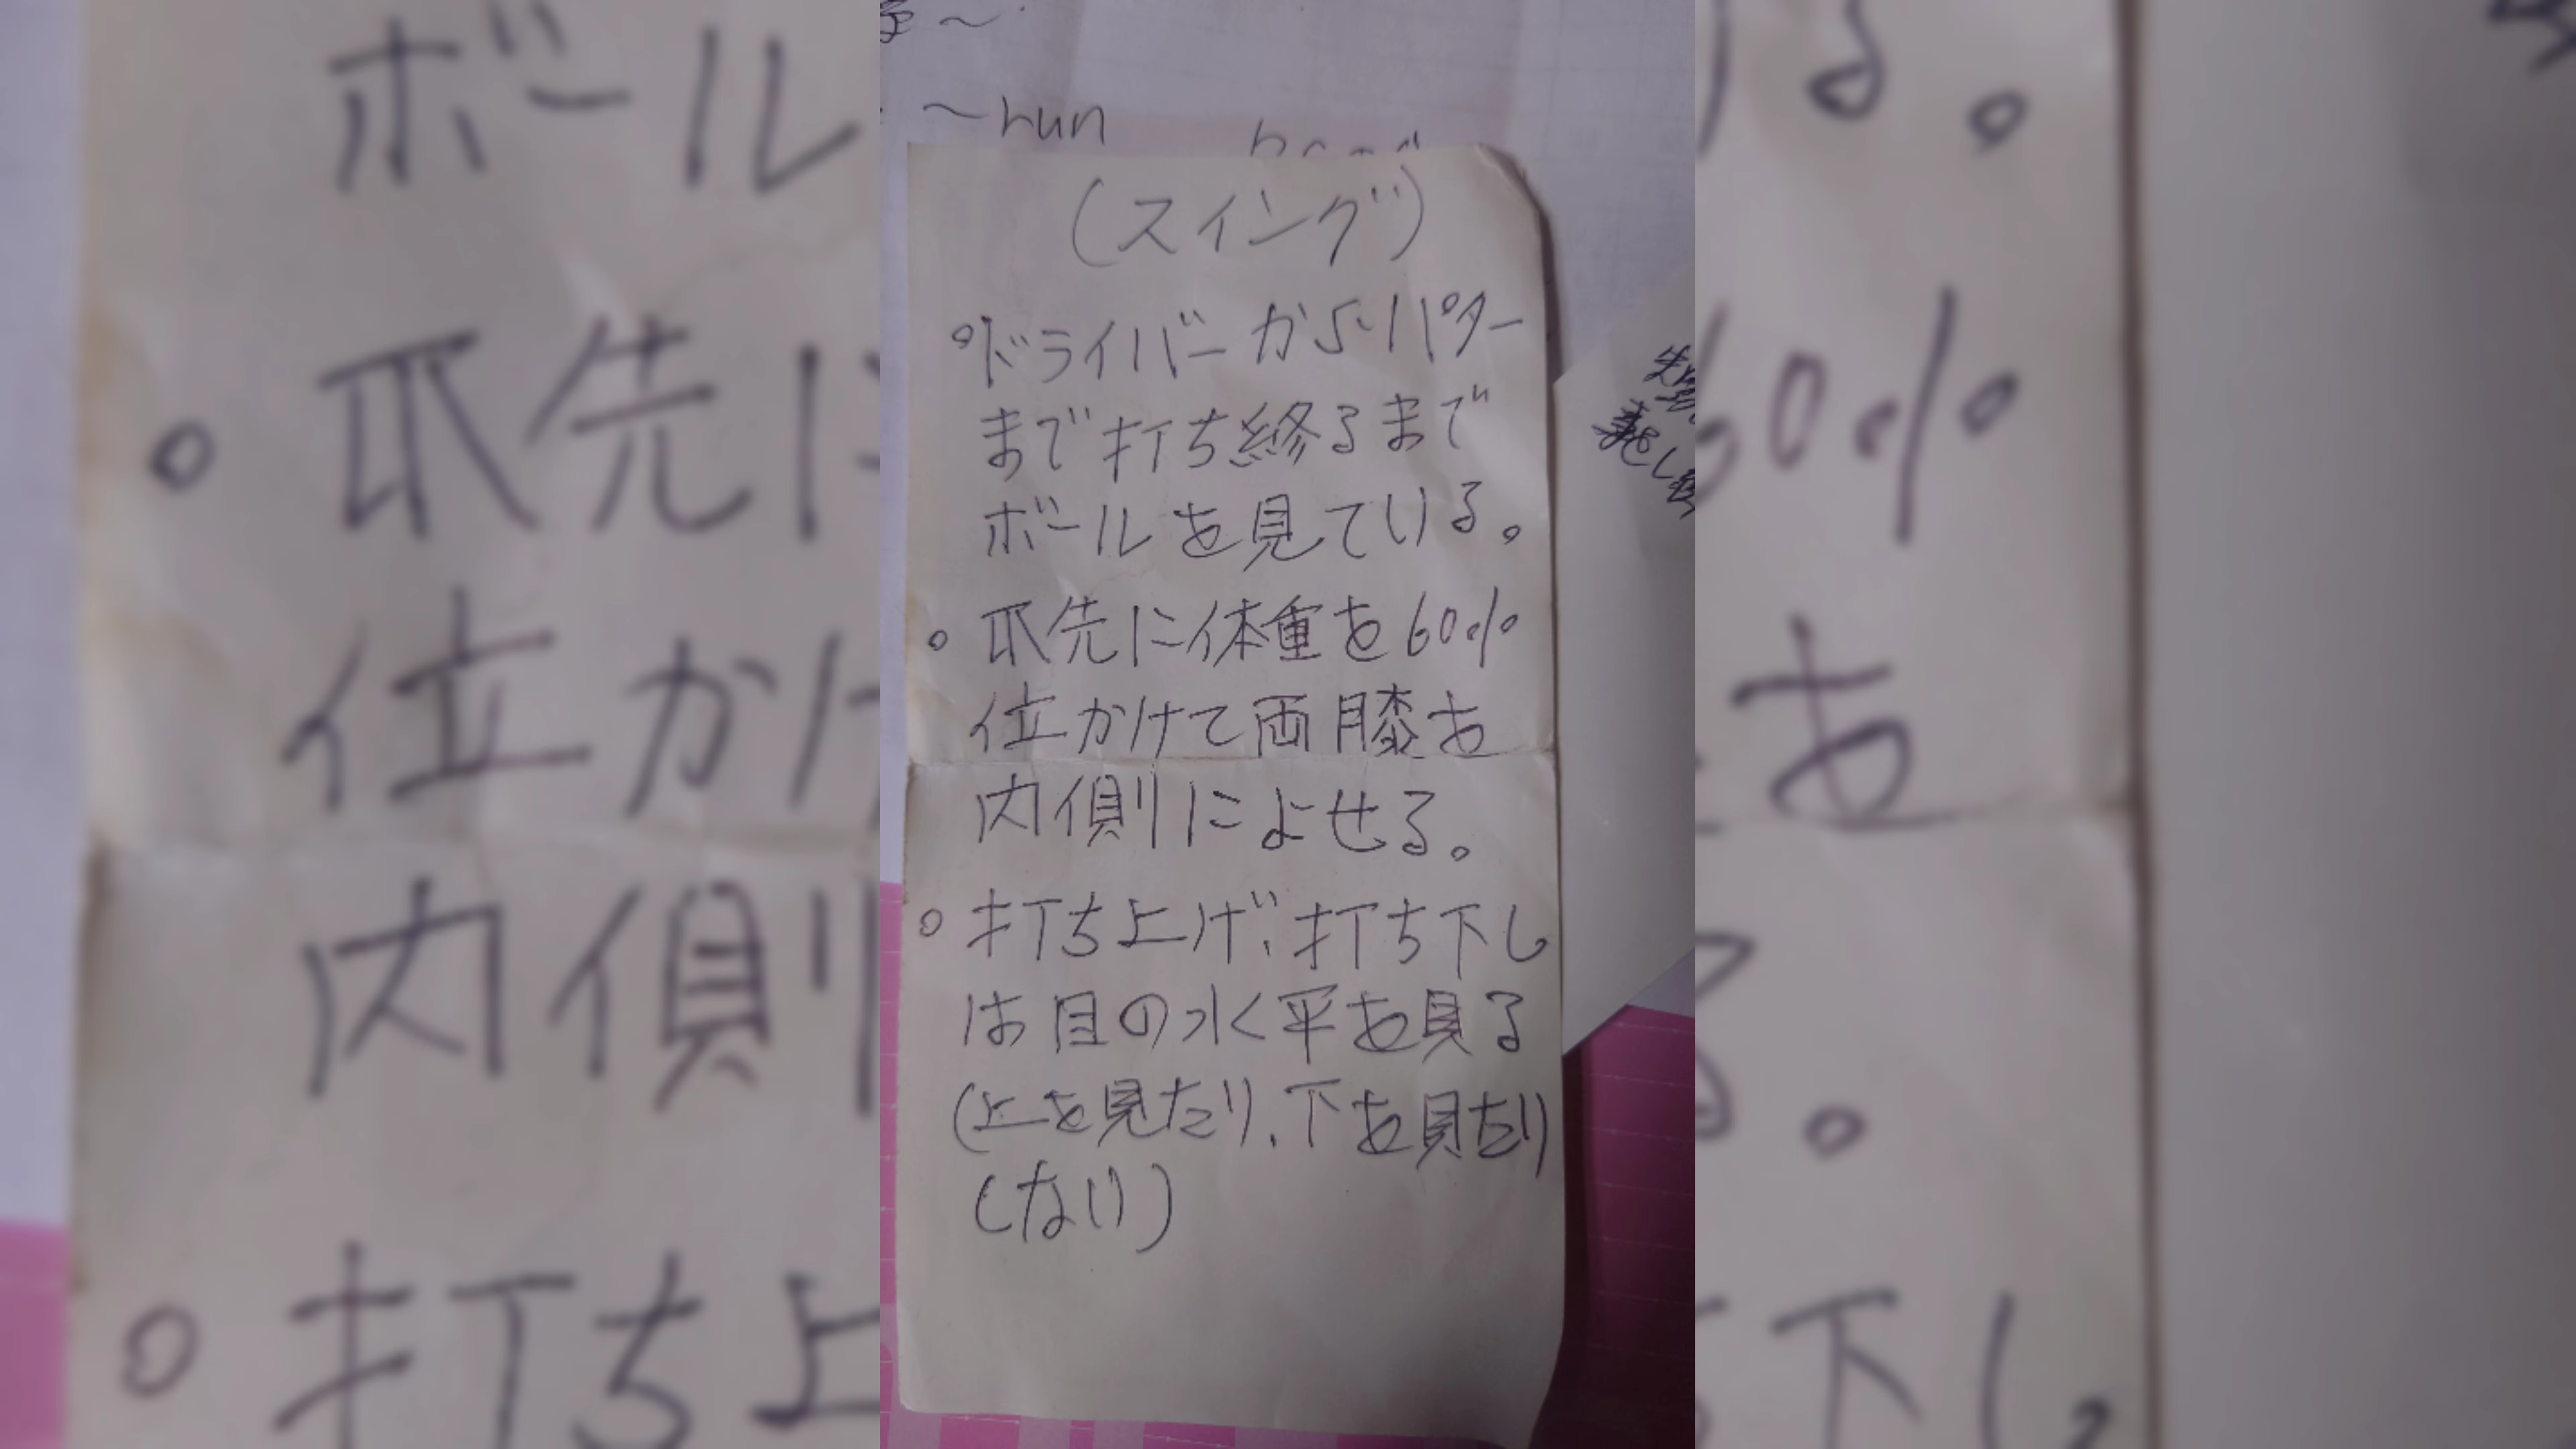 ~run
(スイング)
°ドライバーからパター
まで打ち終るまで
ボールを見ている。
° 爪先に体重を60%
位かけて両膝を
内側によせる。
° 打ち上げ、打ち下し
は目の水平を見る
(上を見たり、下を見たり
しない)